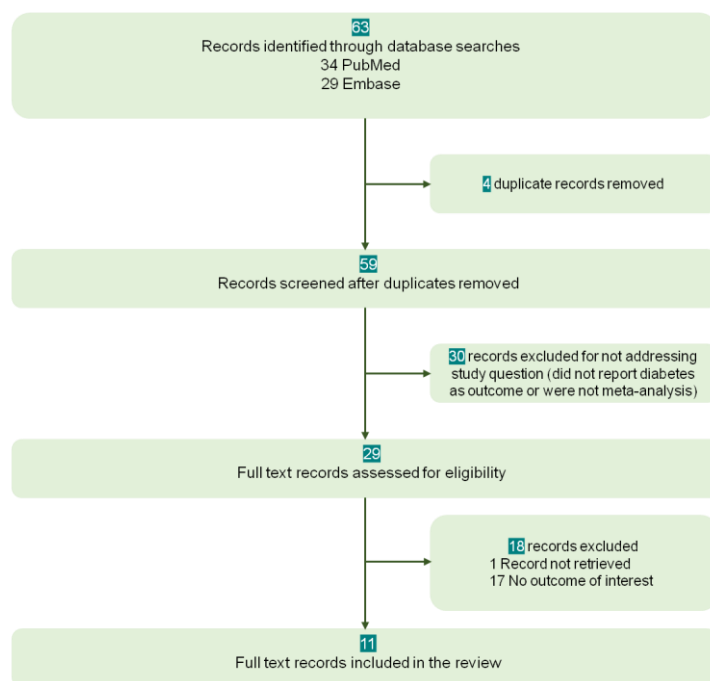 63
Records identified through database searches
34 PubMed
29 Embase
4 duplicate records removed
59
Records screened after duplicates removed
30 records excluded for not addressing
study question (did not report diabetes
as outcome or were not meta-analysis)
29
Full text records assessed for eligibility
18 records excluded
1 Record not retrieved
17 No outcome of interest
11
Full text records included in the review